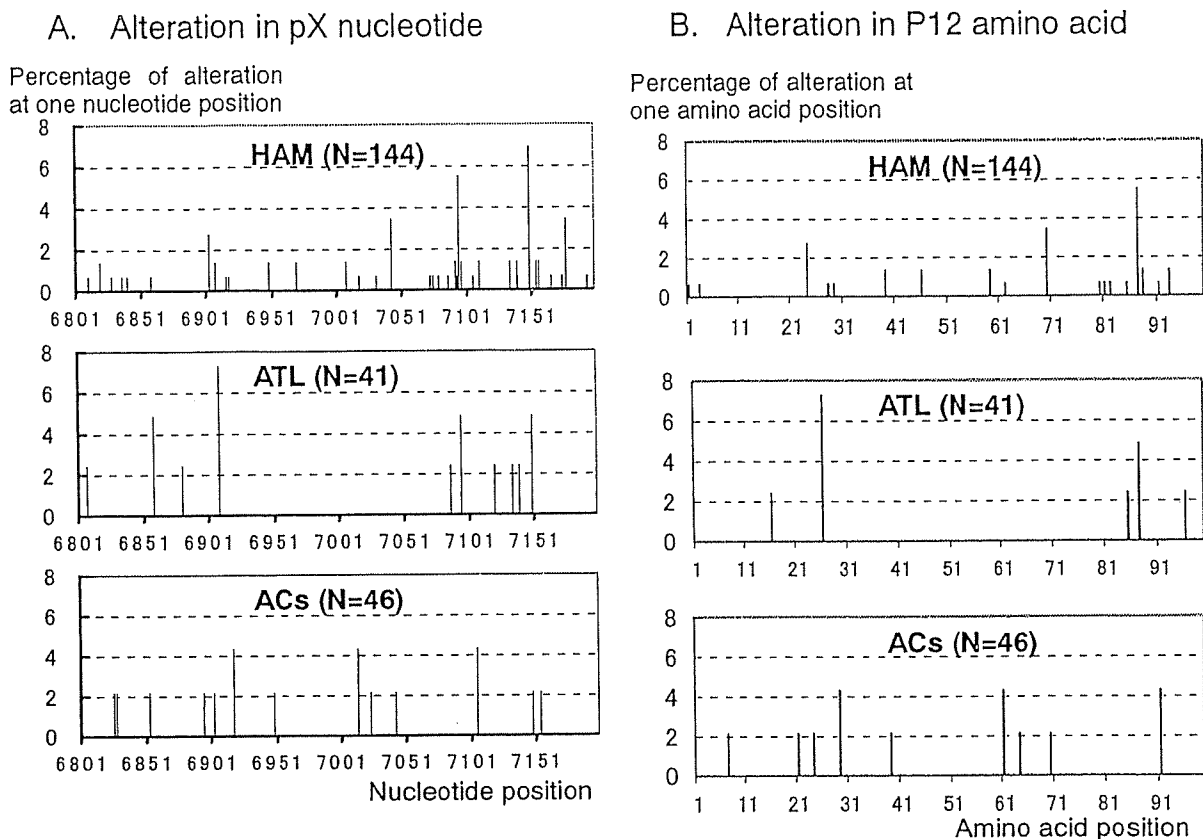 A. Alteration in pX nucleotide
Percentage of alteration
at one nucleotide position
8
6
4
2
0
HAM (N=144)
6801 6851 6901 6951 7001 7051 7101 7151
8
6
4
2
0
ATL (N=41)
6801 6851 6901 6951 7001 7051 7101 7151
8
6
4
2
0
ACs (N=46)
6801 6851 6901 6951 7001 7051 7101 7151
Nucleotide position
B. Alteration in P12 amino acid
Percentage of alteration at
one amino acid position
8
6
4
2
0
HAM (N=144)
1 11 21 31 41 51 61 71 81 91
8
6
4
2
0
ATL (N=41)
1 11 21 31 41 51 61 71 81 91
8
6
4
2
0
ACs (N=46)
1 11 21 31 41 51 61 71 81 91
Amino acid position